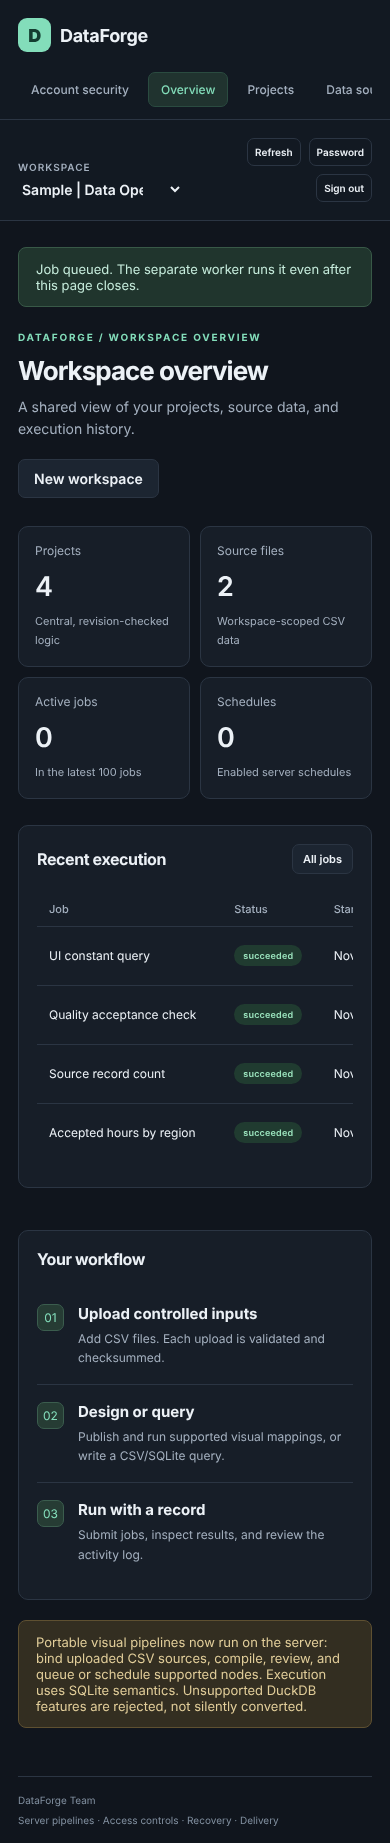 D DataForge
Account security Overview Projects Data sou
WORKSPACE
Sample | Data Ope
Refresh Password
Sign out
Job queued. The separate worker runs it even after
this page closes.
DATAFORGE / WORKSPACE OVERVIEW
Workspace overview
A shared view of your projects, source data, and
execution history.
New workspace
Projects
4
Central, revision-checked
logic
Source files
2
Workspace-scoped CSV
data
Active jobs
0
In the latest 100 jobs
Schedules
0
Enabled server schedules
Recent execution
All jobs
Job Status Star
UI constant query succeeded Nov
Quality acceptance check succeeded Nov
Source record count succeeded Nov
Accepted hours by region succeeded Nov
Your workflow
01 Upload controlled inputs
Add CSV files. Each upload is validated and
checksummed.
02 Design or query
Publish and run supported visual mappings, or
write a CSV/SQLite query.
03 Run with a record
Submit jobs, inspect results, and review the
activity log.
Portable visual pipelines now run on the server:
bind uploaded CSV sources, compile, review, and
queue or schedule supported nodes. Execution
uses SQLite semantics. Unsupported DuckDB
features are rejected, not silently converted.
DataForge Team
Server pipelines · Access controls · Recovery · Delivery